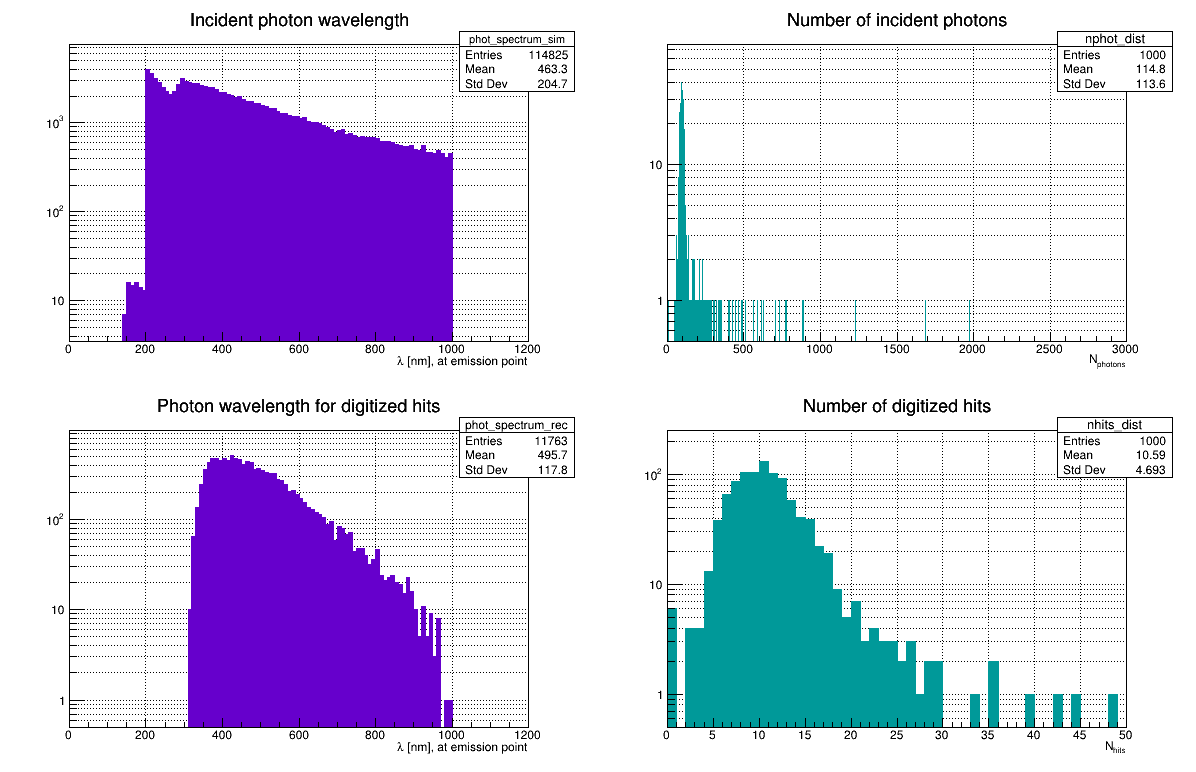 Incident photon wavelength
phot_spectrum_sim
Entries 114825
Mean 463.3
Std Dev 204.7
10³
10²
10
0 200 400 600 800 1000 1200
λ [nm], at emission point
Number of incident photons
nphot_dist
Entries 1000
Mean 114.8
Std Dev 113.6
10
1
0 500 1000 1500 2000 2500 3000
N_photons
Photon wavelength for digitized hits
phot_spectrum_rec
Entries 11763
Mean 495.7
Std Dev 117.8
10²
10
1
0 200 400 600 800 1000 1200
λ [nm], at emission point
Number of digitized hits
nhits_dist
Entries 1000
Mean 10.59
Std Dev 4.693
10²
10
1
0 5 10 15 20 25 30 35 40 45 50
N_hits